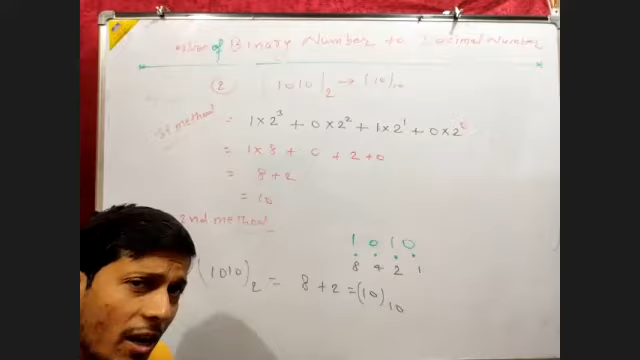 of Binary Number to Decimal Number
(2) 1010)₂ → (10)₁₀
1st method = 1×2³ + 0×2² + 1×2¹ + 0×2⁰
= 1×8 + 0 + 2+0
= 8+2
= 10
2nd method
1 0 1 0
8 4 2 1
(1010)₂ = 8+2 = (10)₁₀